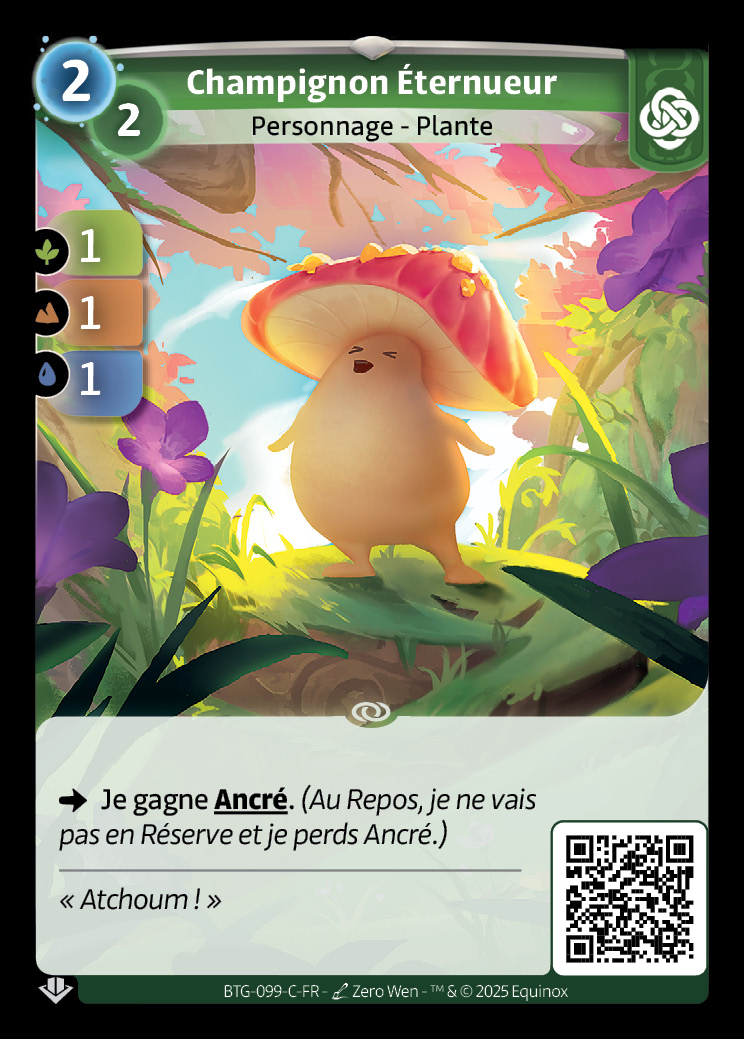 2
Champignon Éternueur
2
Personnage - Plante
1
1
1
Je gagne Ancré. (Au Repos, je ne vais
pas en Réserve et je perds Ancré.)
« Atchoum ! »
BTG-099-C-FR - Zero Wen - ™ & © 2025 Equinox